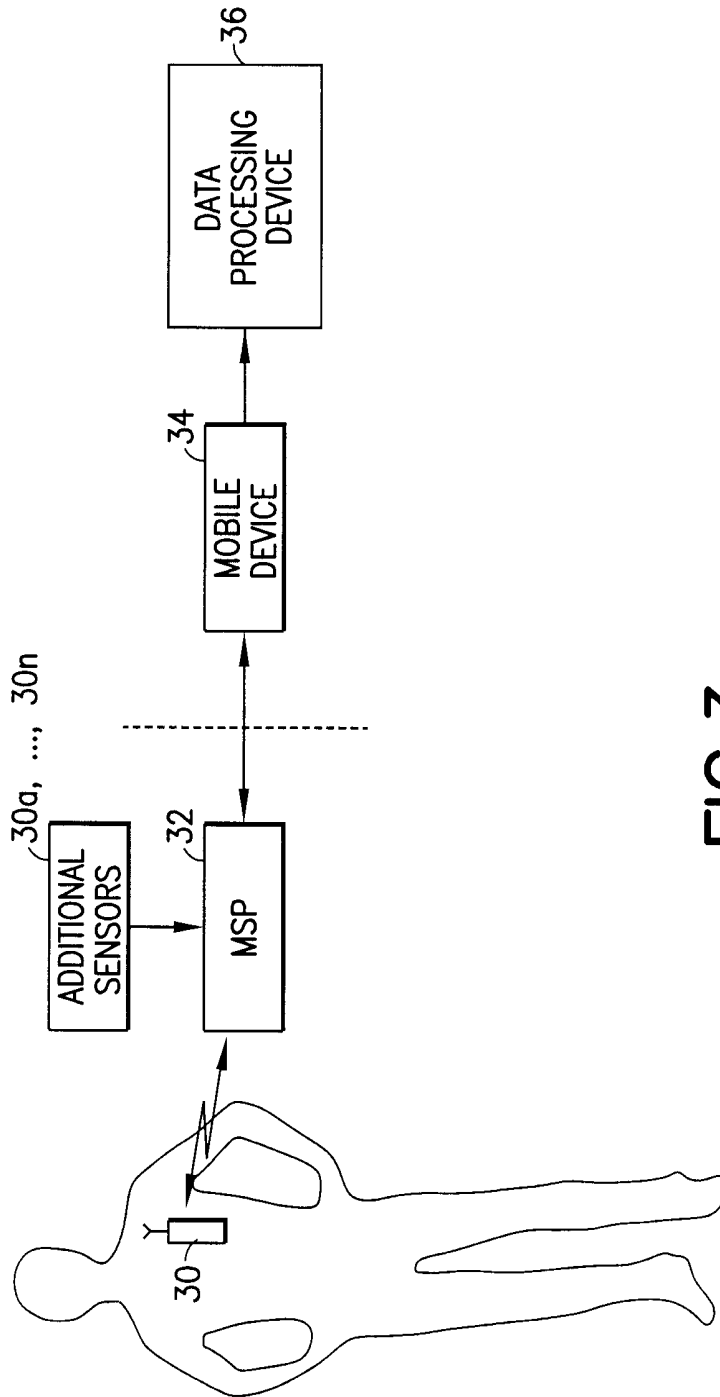 30
30a, ..., 30n
ADDITIONAL
SENSORS
32
MSP
34
MOBILE
DEVICE
36
DATA
PROCESSING
DEVICE